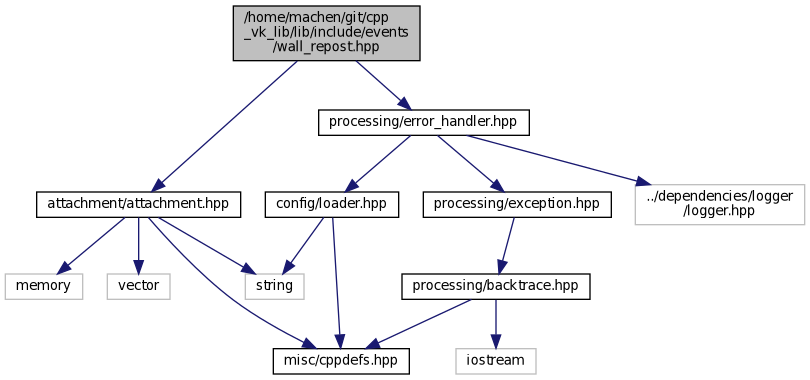 /home/machen/git/cpp
_vk_lib/lib/include/events
/wall_repost.hpp
processing/error_handler.hpp
attachment/attachment.hpp
config/loader.hpp
processing/exception.hpp
../dependencies/logger
/logger.hpp
memory
vector
string
processing/backtrace.hpp
misc/cppdefs.hpp
iostream